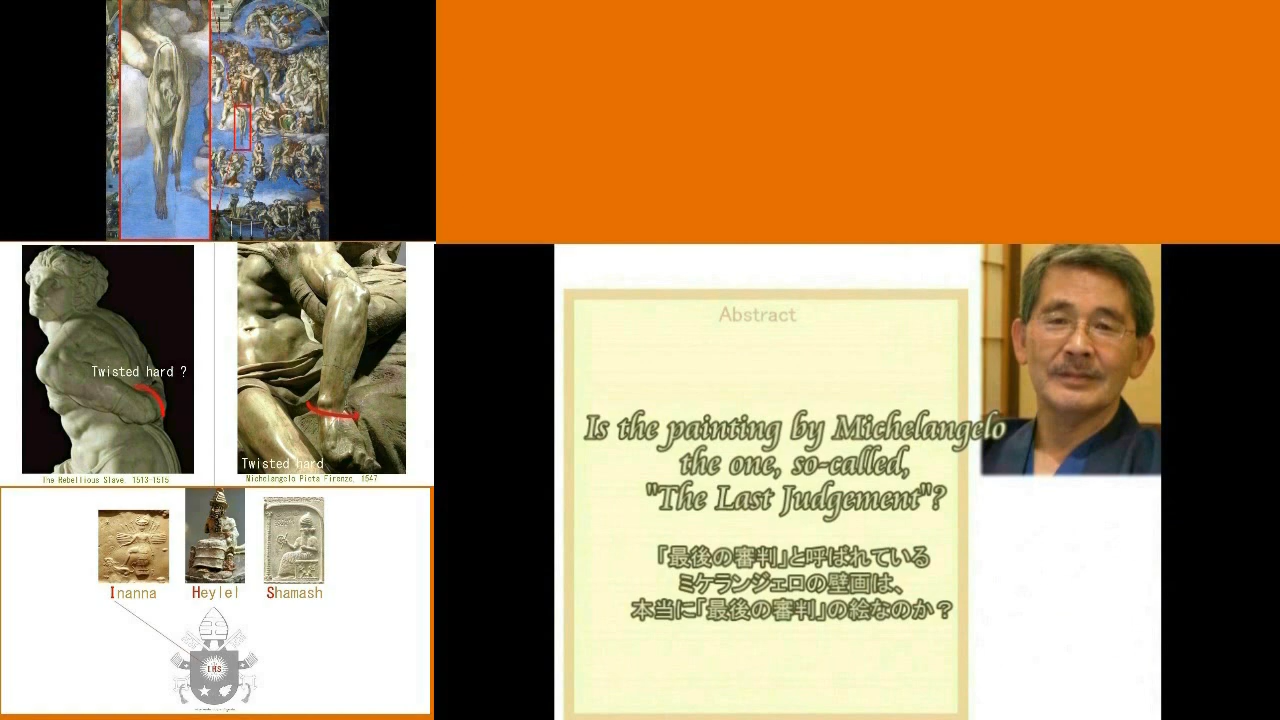 Twisted hard ?
Twisted hard
The Rebellious Slave, 1513-1515
Michelangelo Pieta Firenze, 1547
Inanna
Heylel
Shamash
IHS
Abstract
Is the painting by Michelangelo
the one, so-called,
"The Last Judgement"?
「最後の審判」と呼ばれている
ミケランジェロの壁画は、
本当に「最後の審判」の絵なのか？